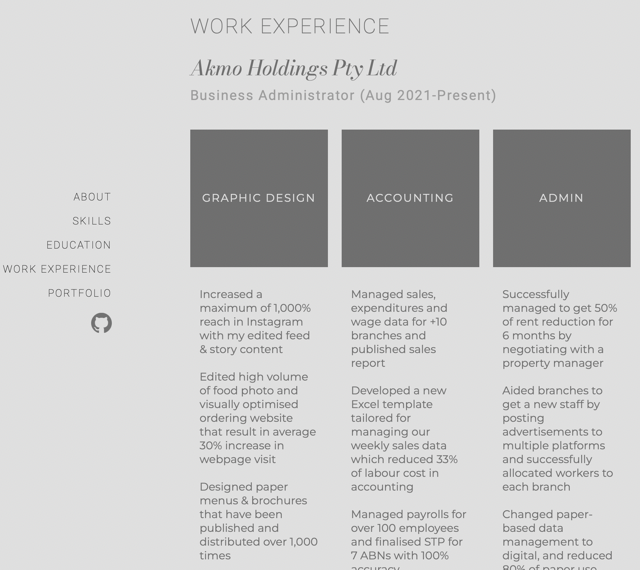 WORK EXPERIENCE
Akmo Holdings Pty Ltd
Business Administrator (Aug 2021-Present)
ABOUT
SKILLS
EDUCATION
WORK EXPERIENCE
PORTFOLIO
GRAPHIC DESIGN
Increased a
maximum of 1,000%
reach in Instagram
with my edited feed
& story content
Edited high volume
of food photo and
visually optimised
ordering website
that result in average
30% increase in
webpage visit
Designed paper
menus & brochures
that have been
published and
distributed over 1,000
times
ACCOUNTING
Managed sales,
expenditures and
wage data for +10
branches and
published sales
report
Developed a new
Excel template
tailored for
managing our
weekly sales data
which reduced 33%
of labour cost in
accounting
Managed payrolls for
over 100 employees
and finalised STP for
7 ABNs with 100%
accuracy
ADMIN
Successfully
managed to get 50%
of rent reduction for
6 months by
negotiating with a
property manager
Aided branches to
get a new staff by
posting
advertisements to
multiple platforms
and successfully
allocated workers to
each branch
Changed paper-
based data
management to
digital, and reduced
80% of paper use